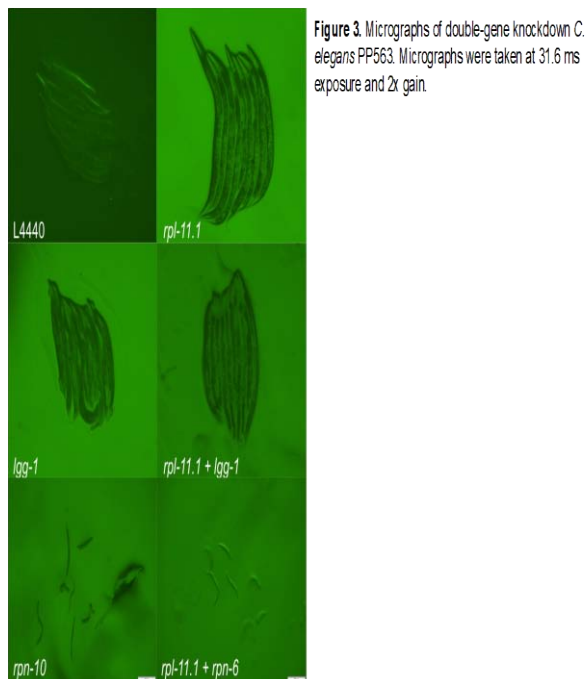 Figure 3. Micrographs of double-gene knockdown C.
elegans PP563. Micrographs were taken at 31.6 ms
exposure and 2x gain.
L4440
rpl-11.1
lgg-1
rpl-11.1 + lgg-1
rpn-10
rpl-11.1 + rpn-6